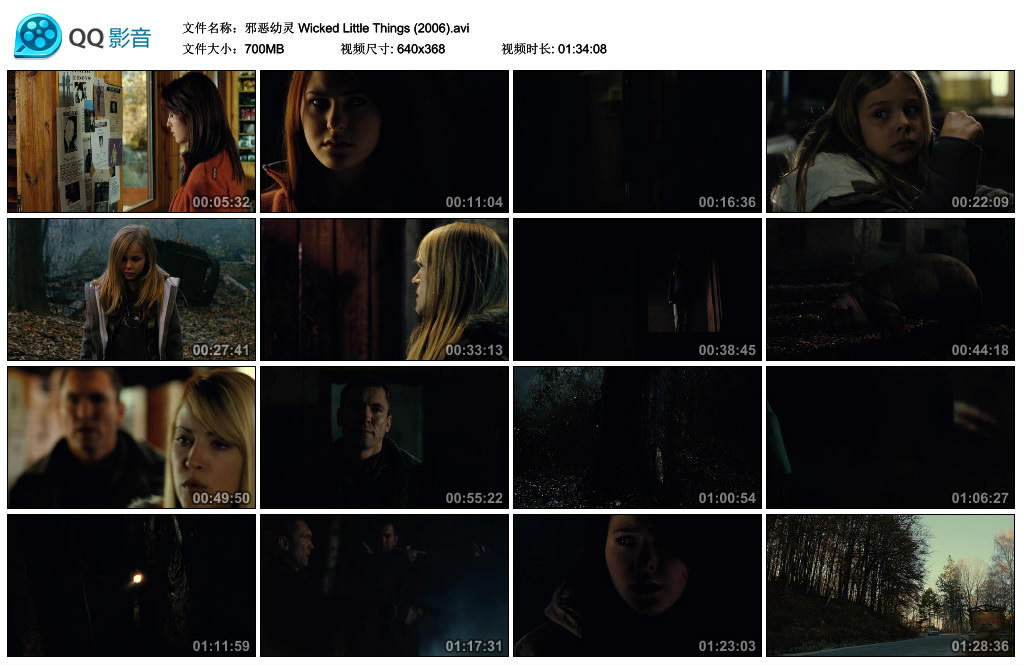 QQ 影音
文件名称: 邪恶幼灵 Wicked Little Things (2006).avi
文件大小: 700MB 视频尺寸: 640x368 视频时长: 01:34:08
00:05:32 00:11:04 00:16:36 00:22:09
00:27:41 00:33:13 00:38:45 00:44:18
00:49:50 00:55:22 01:00:54 01:06:27
01:11:59 01:17:31 01:23:03 01:28:36